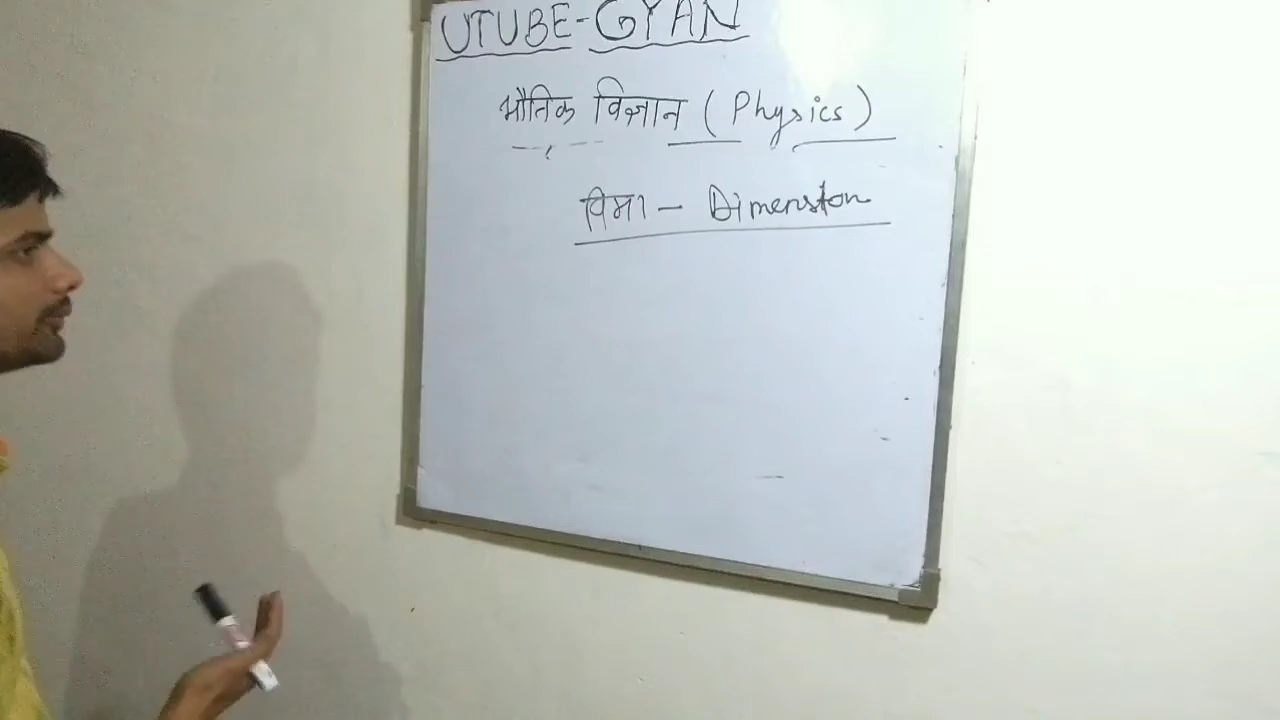 UTUBE-GYAN
भौतिक विज्ञान (Physics)
विमा - Dimension